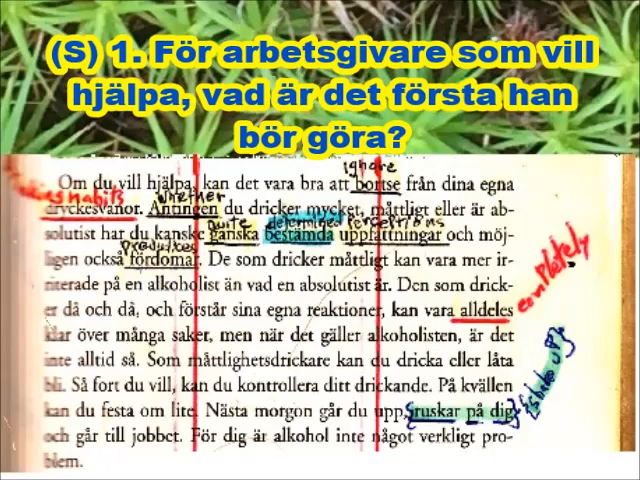 (S) 1. För arbetsgivare som vill
hjälpa, vad är det första han
bör göra?
ignore
Om du vill hjälpa, kan det vara bra att bortse från dina egna
habits whether
dryckesvanor. Antingen du dricker mycket, måttligt eller är ab-
quite determined perceptions
solutist har du kanske ganska bestämda uppfattningar och möj-
Prejudices
ligen också fördomar. De som dricker måttligt kan vara mer ir-
riterade på en alkoholist än vad en absolutist är. Den som drick-
er då och då, och förstår sina egna reaktioner, kan vara alldeles
completely
klar över många saker, men när det gäller alkoholisten, är det
inte alltid så. Som måttlighetsdrickare kan du dricka eller låta
bli. Så fort du vill, kan du kontrollera ditt drickande. På kvällen
kan du festa om lite. Nästa morgon går du upp, ruskar på dig
shake up
och går till jobbet. För dig är alkohol inte något verkligt pro-
blem.